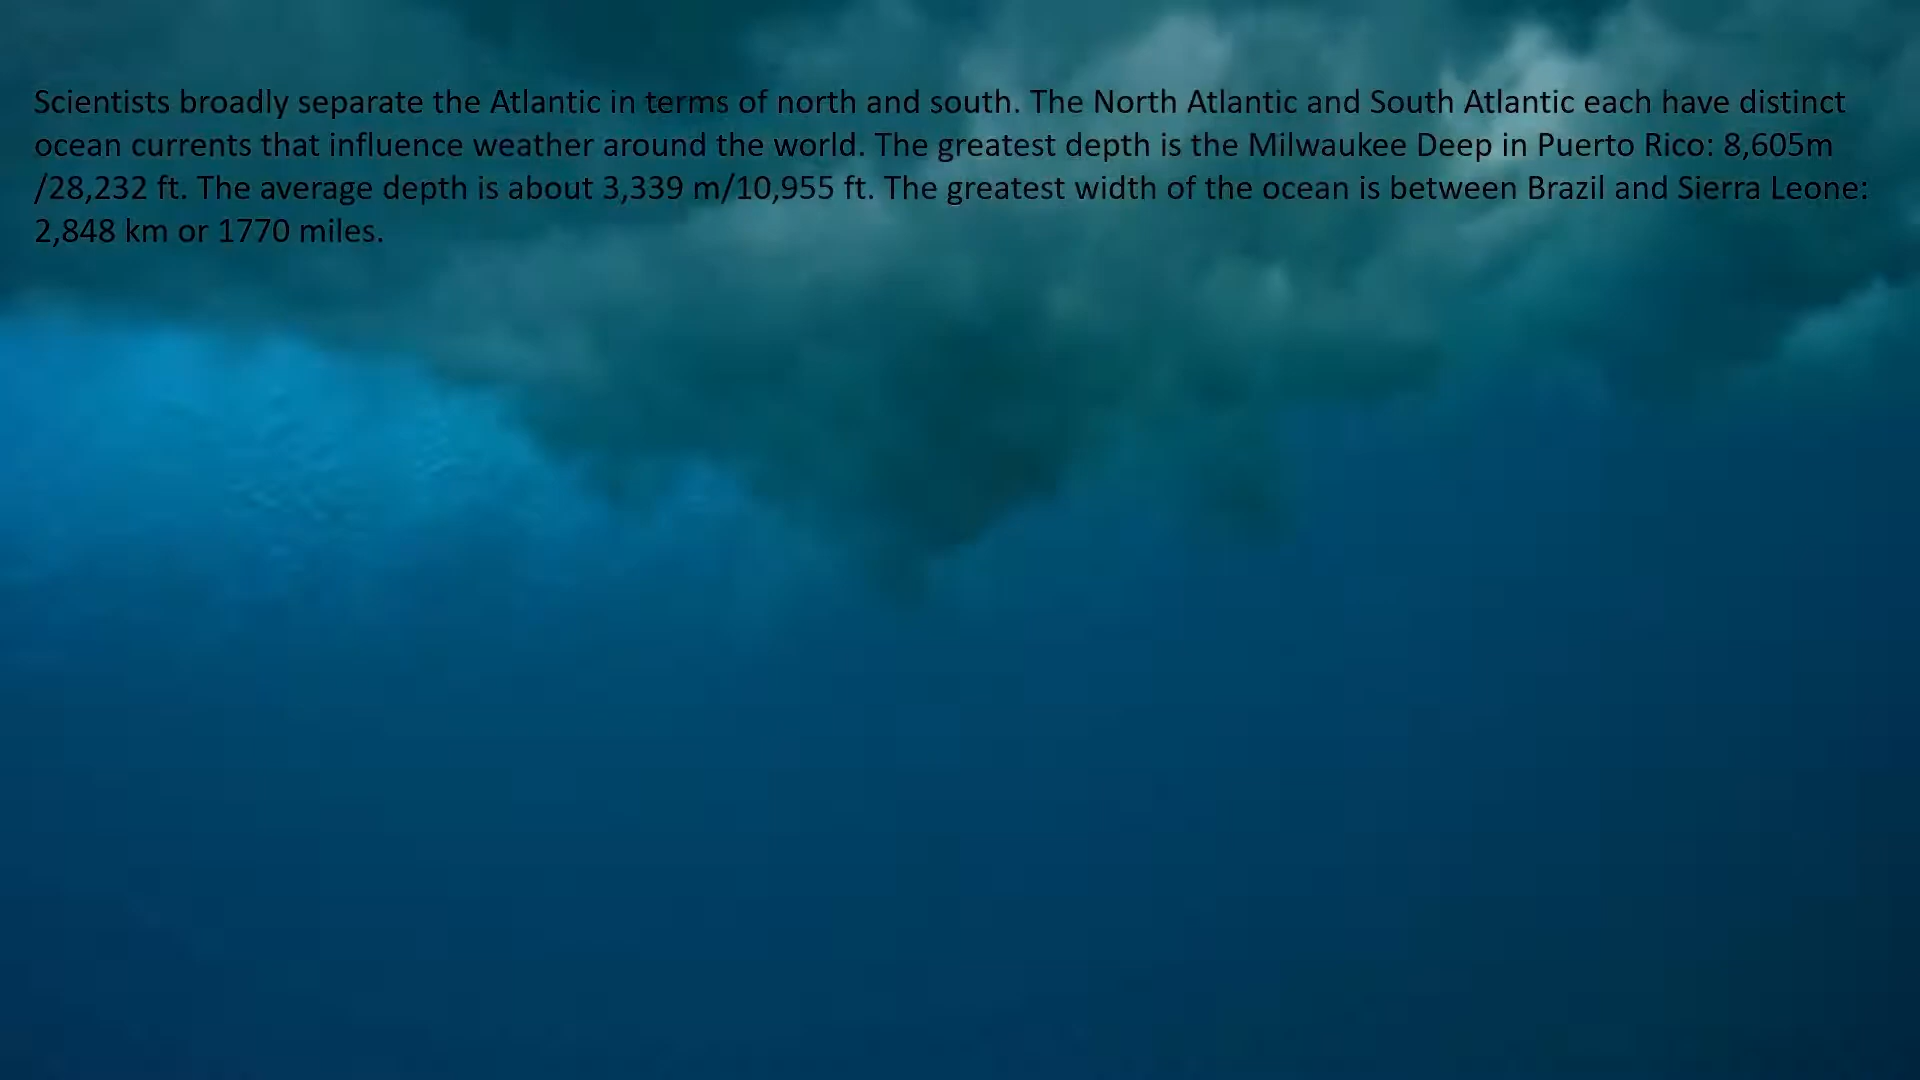 Scientists broadly separate the Atlantic in terms of north and south. The North Atlantic and South Atlantic each have distinct
ocean currents that influence weather around the world. The greatest depth is the Milwaukee Deep in Puerto Rico: 8,605m
/28,232 ft. The average depth is about 3,339 m/10,955 ft. The greatest width of the ocean is between Brazil and Sierra Leone:
2,848 km or 1770 miles.